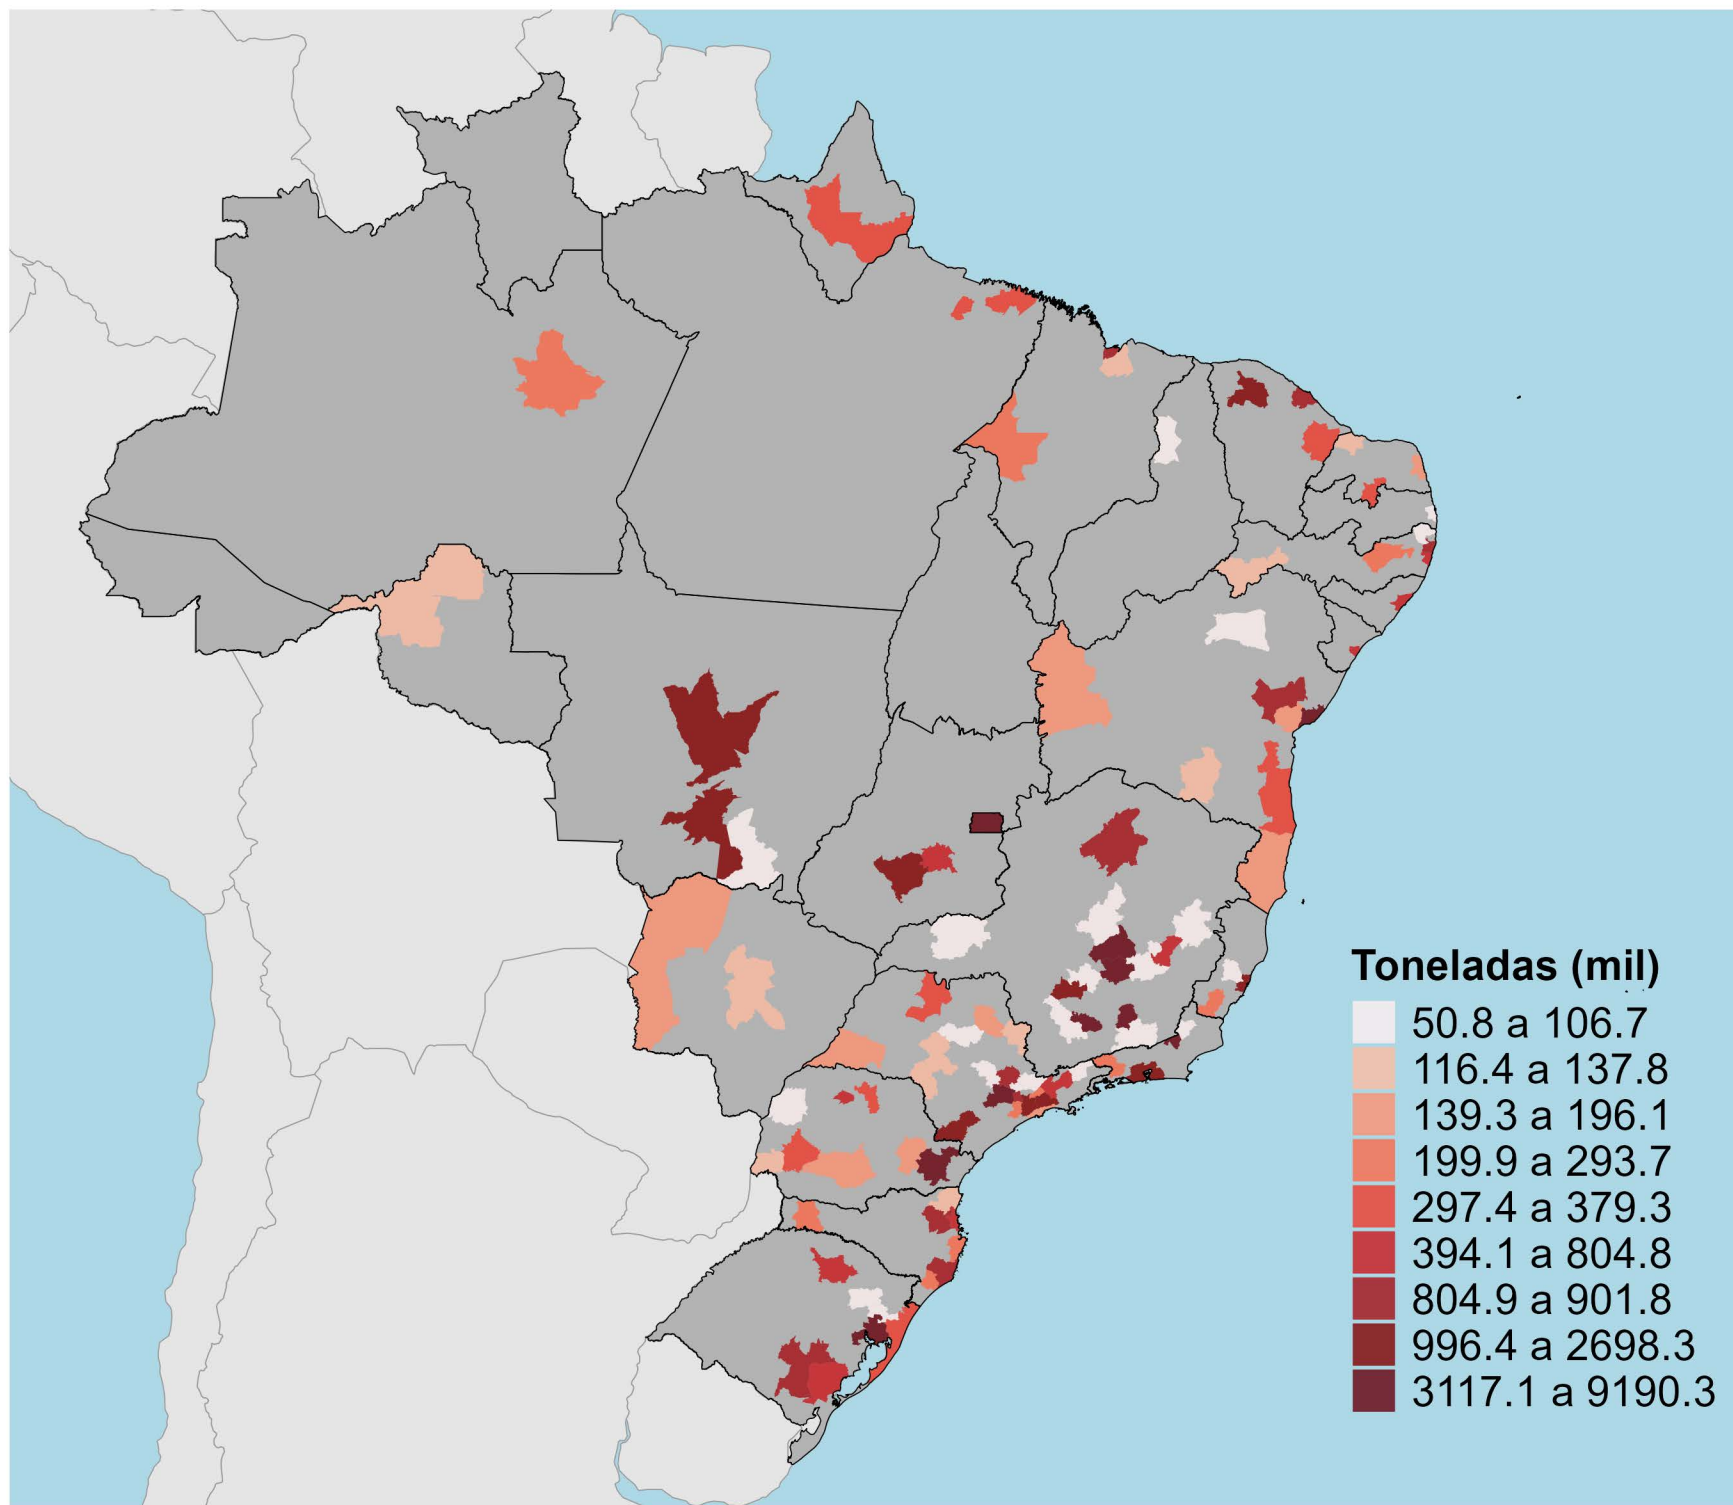 Toneladas (mil)
50.8 a 106.7
116.4 a 137.8
139.3 a 196.1
199.9 a 293.7
297.4 a 379.3
394.1 a 804.8
804.9 a 901.8
996.4 a 2698.3
3117.1 a 9190.3